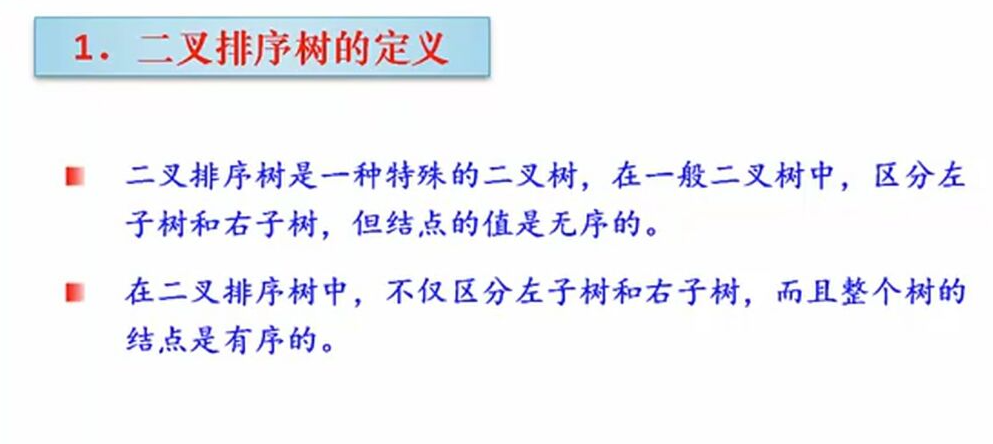 1. 二叉排序树的定义
二叉排序树是一种特殊的二叉树，在一般二叉树中，区分左
子树和右子树，但结点的值是无序的。
在二叉排序树中，不仅区分左子树和右子树，而且整个树的
结点是有序的。